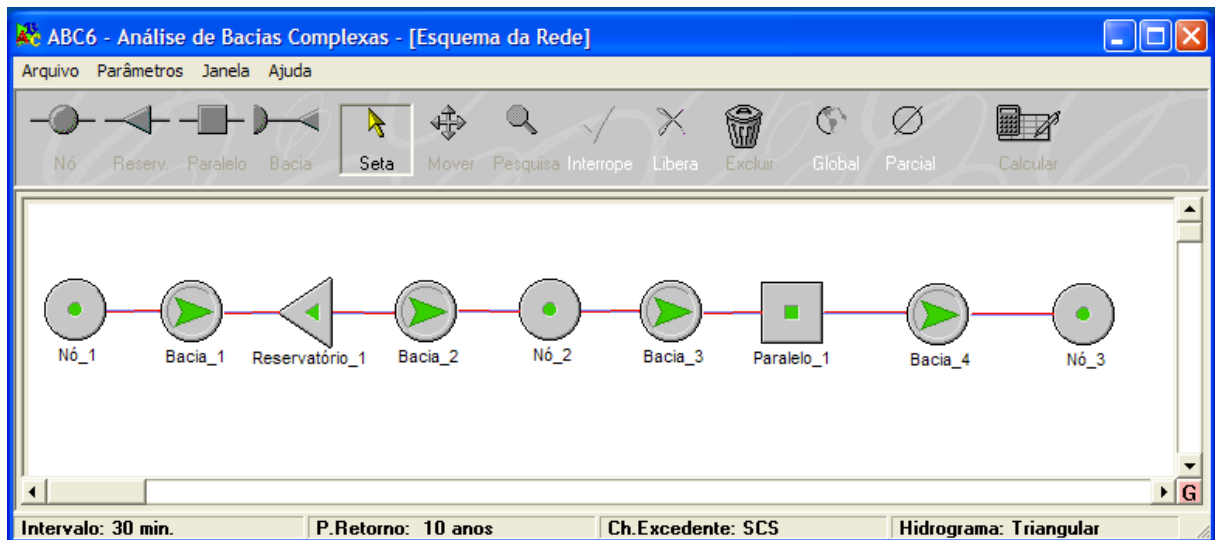 ABC6 - Análise de Bacias Complexas - [Esquema da Rede]
Arquivo Parâmetros Janela Ajuda
Nó Reserv. Paralelo Bacia Seta Mover Pesquisa Interrope Libera Excluir Global Parcial Calcular
Nó_1 Bacia_1 Reservatório_1 Bacia_2 Nó_2 Bacia_3 Paralelo_1 Bacia_4 Nó_3
G
Intervalo: 30 min. P.Retorno: 10 anos Ch.Excedente: SCS Hidrograma: Triangular